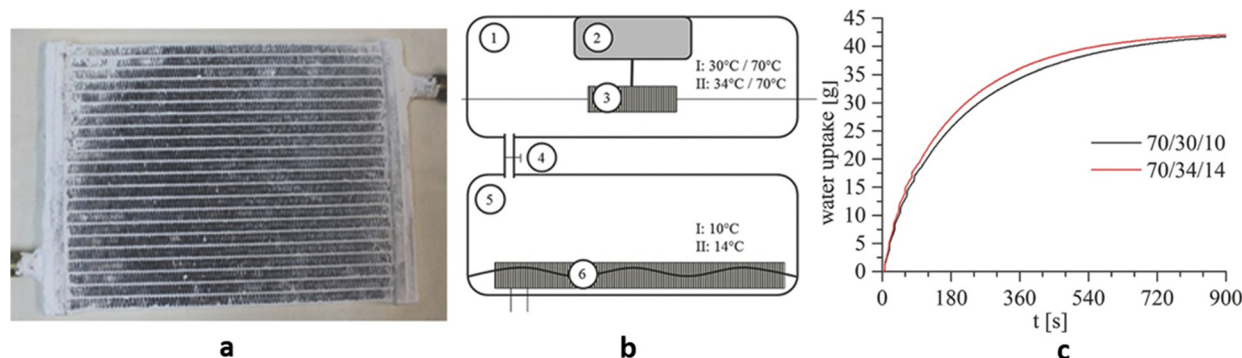 1
2
I: 30°C / 70°C
II: 34°C / 70°C
3
4
5
I: 10°C
II: 14°C
6
water uptake [g]
45
40
35
30
25
20
15
10
5
0
70/30/10
70/34/14
0 180 360 540 720 900
t [s]
a b c